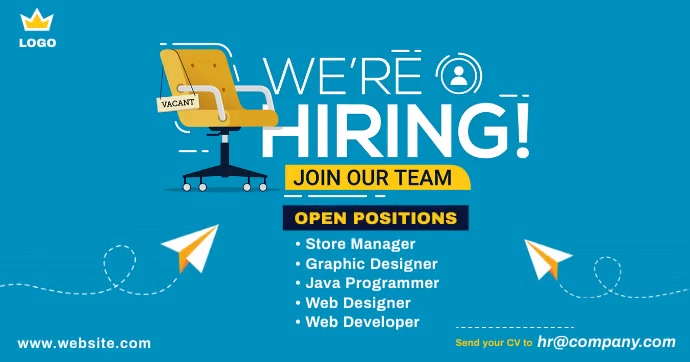 LOGO
WE'RE
HIRING!
VACANT
JOIN OUR TEAM
OPEN POSITIONS
• Store Manager
• Graphic Designer
• Java Programmer
• Web Designer
• Web Developer
www.website.com
Send your CV to hr@company.com